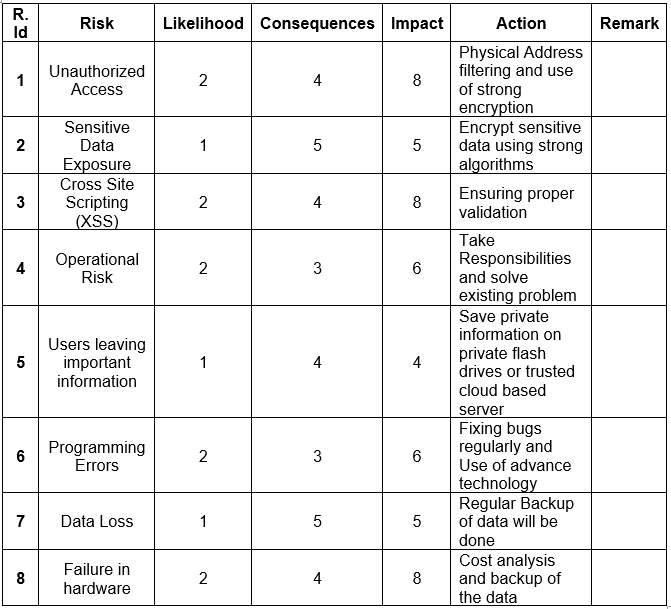 R. Id Risk Likelihood Consequences Impact Action Remark
1 Unauthorized Access 2 4 8 Physical Address filtering and use of strong encryption
2 Sensitive Data Exposure 1 5 5 Encrypt sensitive data using strong algorithms
3 Cross Site Scripting (XSS) 2 4 8 Ensuring proper validation
4 Operational Risk 2 3 6 Take Responsibilities and solve existing problem
5 Users leaving important information 1 4 4 Save private information on private flash drives or trusted cloud based server
6 Programming Errors 2 3 6 Fixing bugs regularly and Use of advance technology
7 Data Loss 1 5 5 Regular Backup of data will be done
8 Failure in hardware 2 4 8 Cost analysis and backup of the data